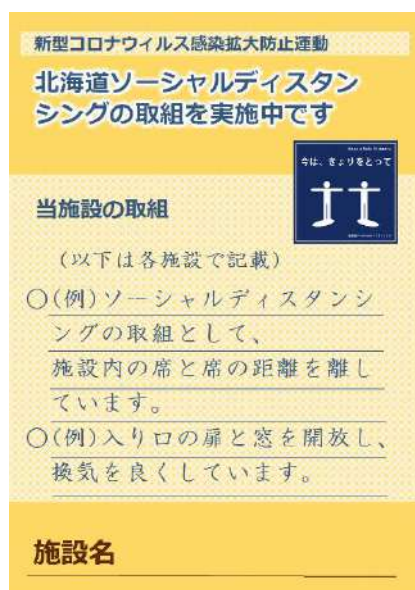 新型コロナウィルス感染拡大防止運動
北海道ソーシャルディスタン
シングの取組を実施中です
今は、きょりをとって
当施設の取組
（以下は各施設で記載）
〇(例)ソーシャルディスタンシ
ングの取組として、
施設内の席と席の距離を離し
ています。
〇(例)入り口の扉と窓を開放し、
換気を良くしています。
施設名